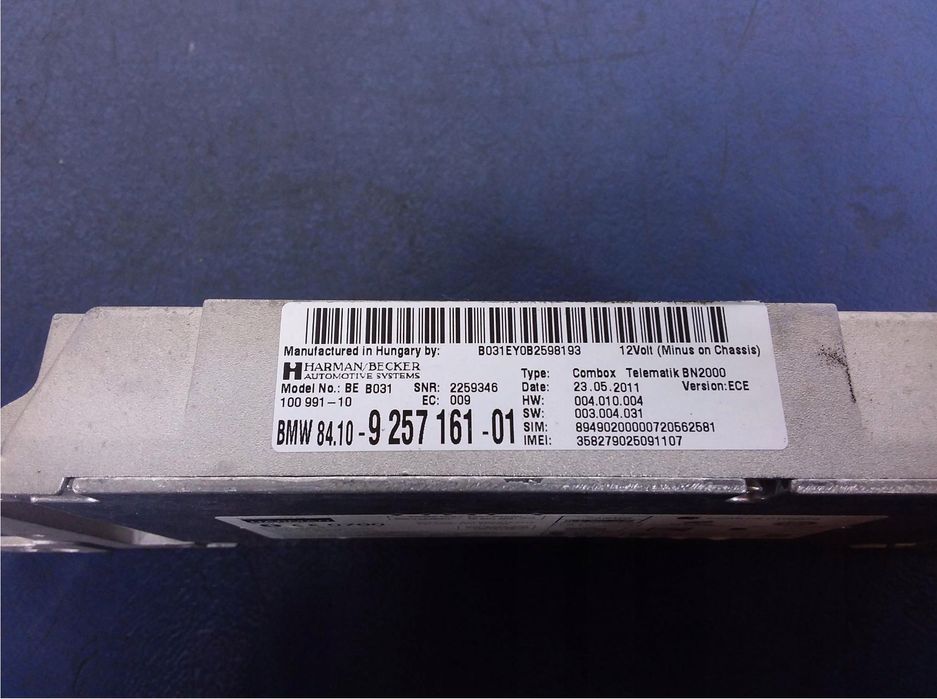 Manufactured in Hungary by: B031EY0B2598193 12Volt (Minus on Chassis)
HARMAN/BECKER
AUTOMOTIVE SYSTEMS
Type: Combox Telematik BN2000
Model No.: BE B031 SNR: 2259346 Date: 23.05.2011 Version:ECE
100 991-10 EC: 009 HW: 004.010.004
SW: 003.004.031
BMW 84.10-9 257 161-01 SIM: 89490200000720562581
IMEI: 358279025091107